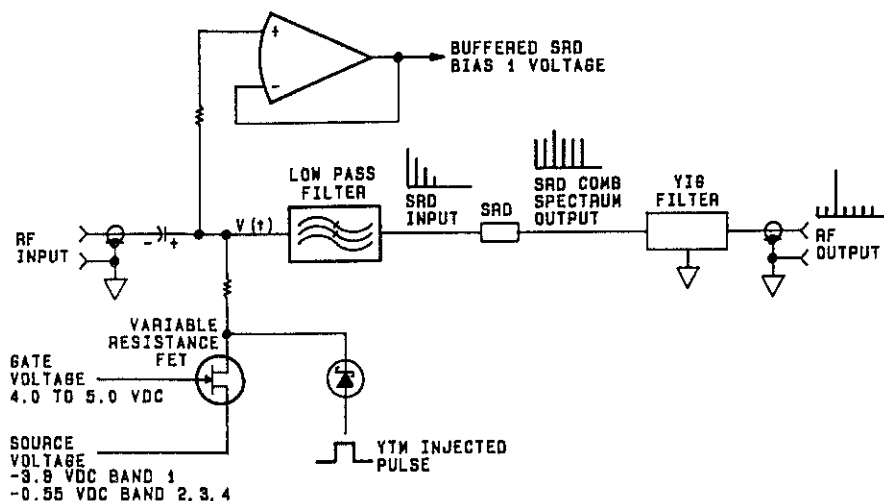 +
-
BUFFERED SRD
BIAS 1 VOLTAGE
LOW PASS
FILTER
SRD
INPUT
SRD
SRD COMB
SPECTRUM
OUTPUT
YIG
FILTER
RF
INPUT
- +
V(t)
RF
OUTPUT
VARIABLE
RESISTANCE
FET
GATE
VOLTAGE
4.0 TO 5.0 VDC
SOURCE
VOLTAGE
-3.9 VDC BAND 1
-0.55 VDC BAND 2,3,4
YTM INJECTED
PULSE